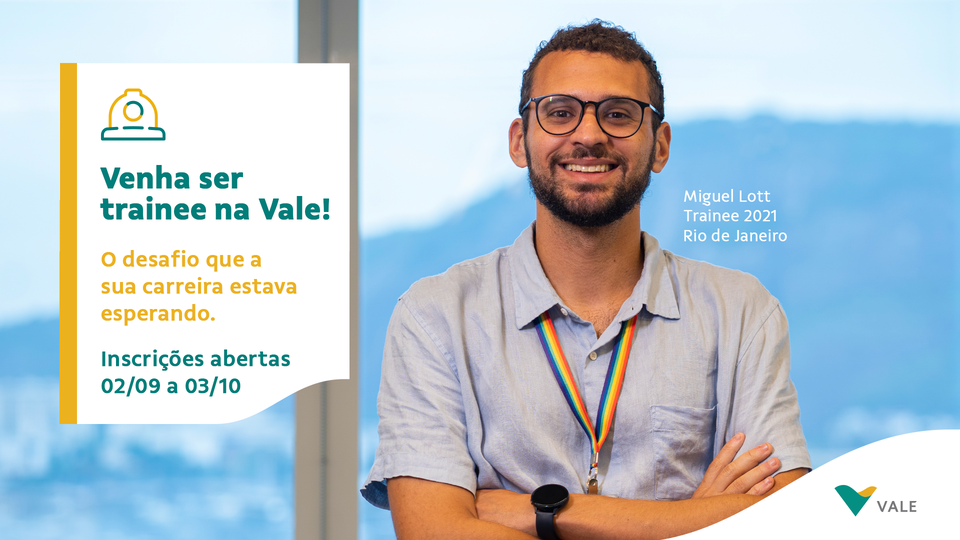 Venha ser
trainee na Vale!
O desafio que a
sua carreira estava
esperando.
Inscrições abertas
02/09 a 03/10
Miguel Lott
Trainee 2021
Rio de Janeiro
VALE